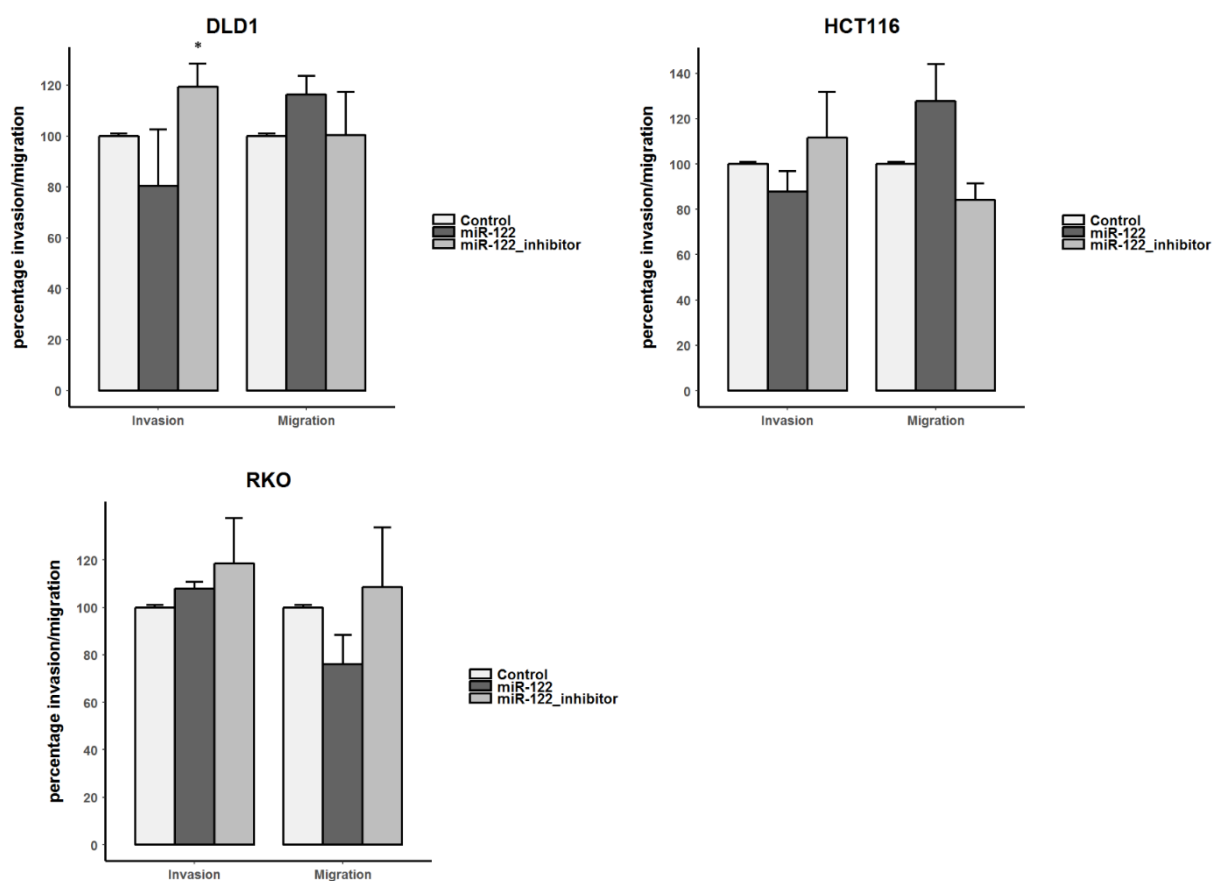 DLD1
*
percentage invasion/migration
120
100
80
60
40
20
0
Invasion Migration
Control
miR-122
miR-122_inhibitor
HCT116
percentage invasion/migration
140
120
100
80
60
40
20
0
Invasion Migration
Control
miR-122
miR-122_inhibitor
RKO
percentage invasion/migration
120
100
80
60
40
20
0
Invasion Migration
Control
miR-122
miR-122_inhibitor